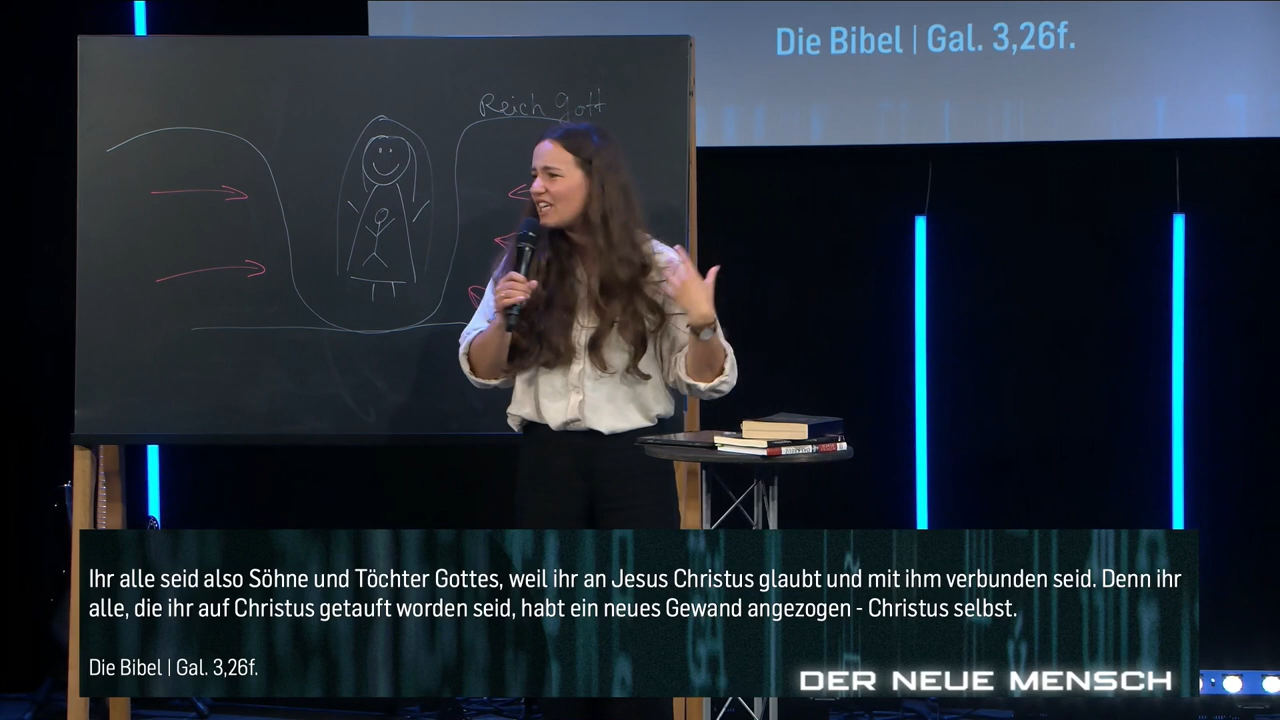 Die Bibel | Gal. 3,26f.
Reich Gott
Ihr alle seid also Söhne und Töchter Gottes, weil ihr an Jesus Christus glaubt und mit ihm verbunden seid. Denn ihr
alle, die ihr auf Christus getauft worden seid, habt ein neues Gewand angezogen - Christus selbst.
Die Bibel | Gal. 3,26f.
DER NEUE MENSCH